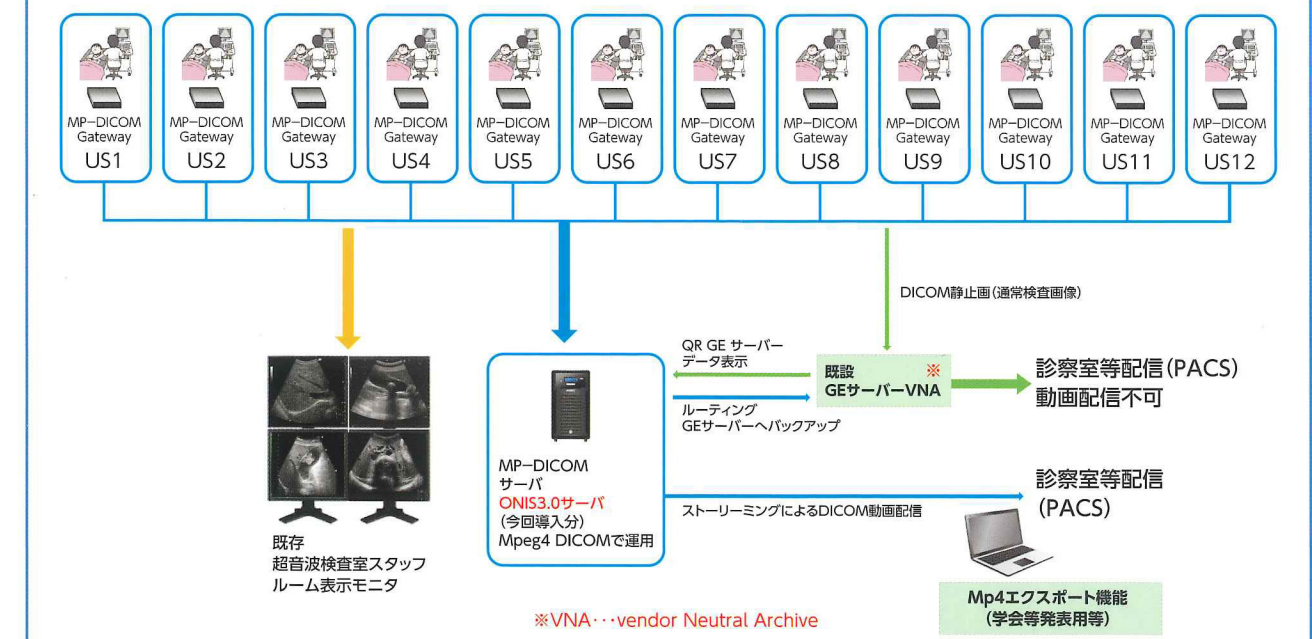 MP-DICOM
Gateway
US1
MP-DICOM
Gateway
US2
MP-DICOM
Gateway
US3
MP-DICOM
Gateway
US4
MP-DICOM
Gateway
US5
MP-DICOM
Gateway
US6
MP-DICOM
Gateway
US7
MP-DICOM
Gateway
US8
MP-DICOM
Gateway
US9
MP-DICOM
Gateway
US10
MP-DICOM
Gateway
US11
MP-DICOM
Gateway
US12
DICOM静止画(通常検査画像)
QR GE サーバー
データ表示
既設 ※
GEサーバーVNA
診察室等配信(PACS)
動画配信不可
ルーティング
GEサーバーへバックアップ
MP-DICOM
サーバ
ONIS3.0サーバ
(今回導入分)
Mpeg4 DICOMで運用
ストーリーミングによるDICOM動画配信
診察室等配信
(PACS)
既存
超音波検査室スタッフ
ルーム表示モニタ
Mp4エクスポート機能
(学会等発表用等)
※VNA･･･vendor Neutral Archive